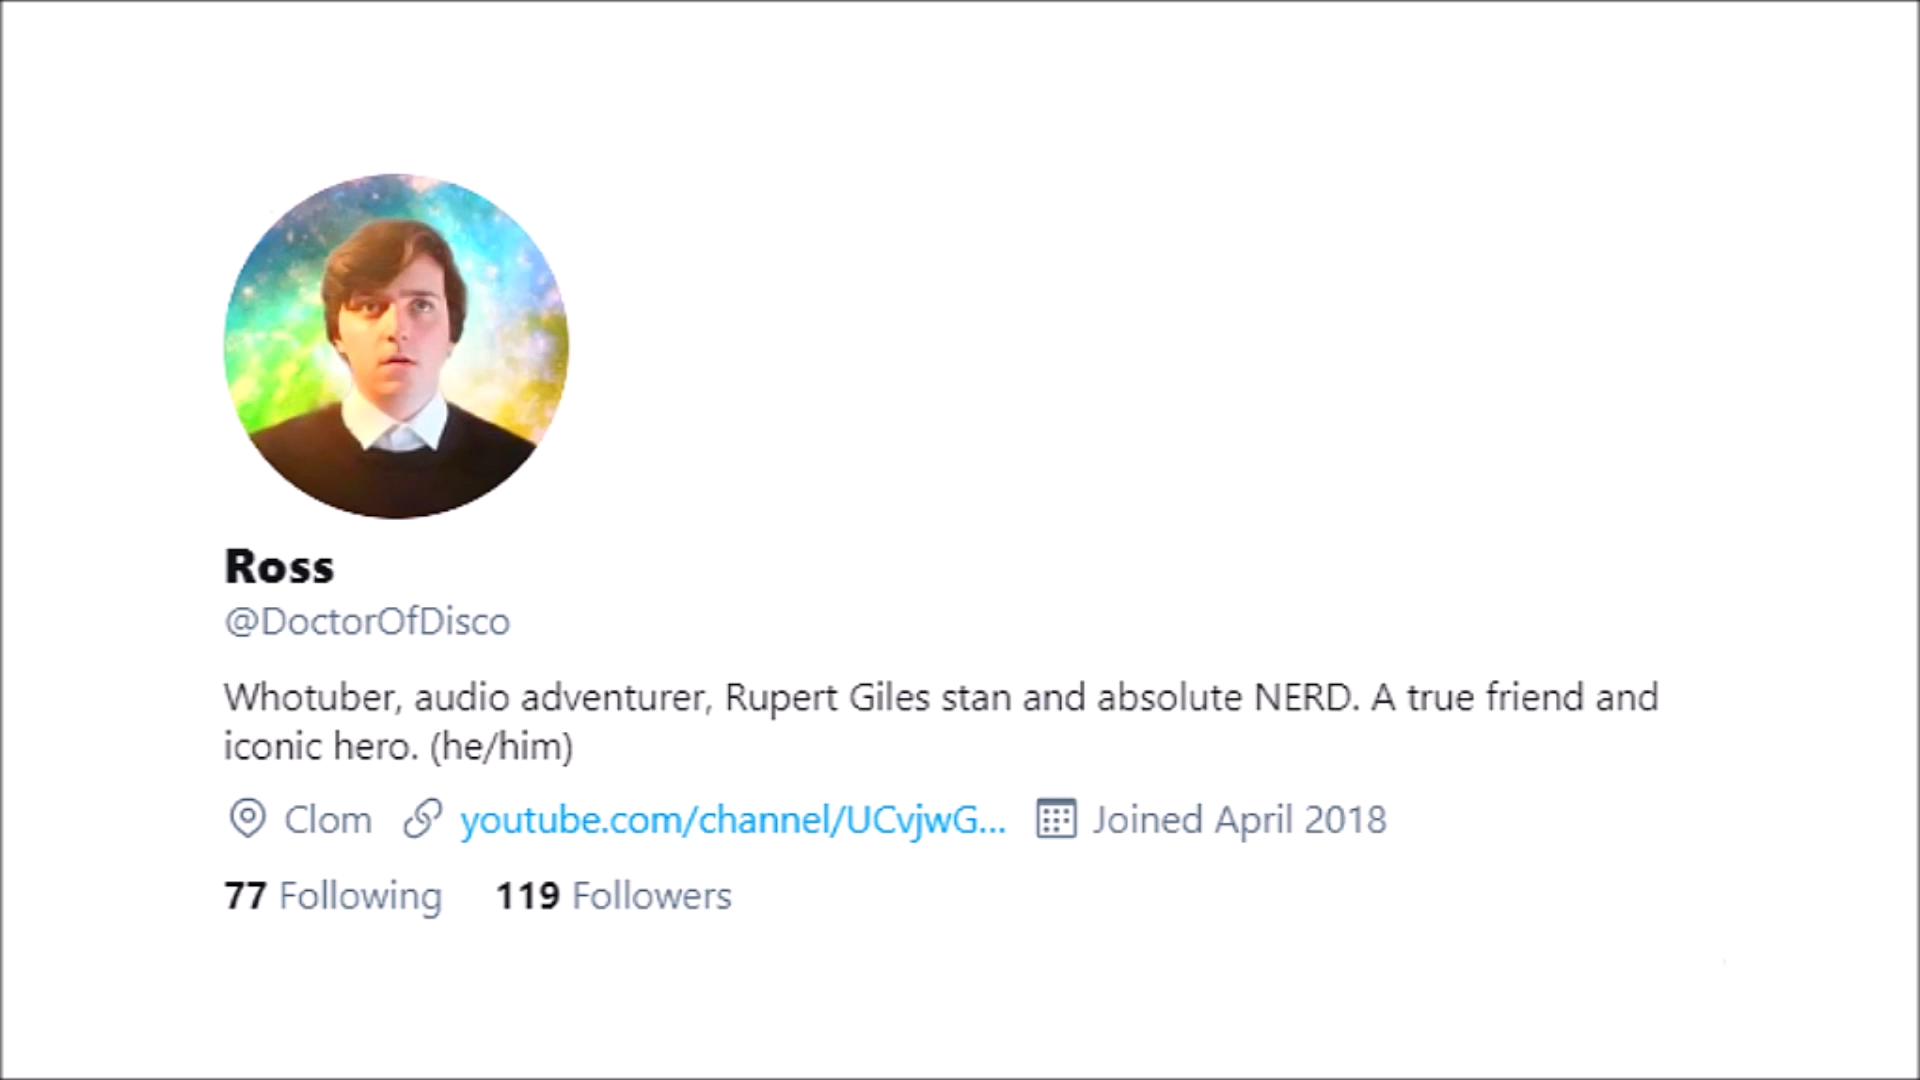 Ross
@DoctorOfDisco
Whotuber, audio adventurer, Rupert Giles stan and absolute NERD. A true friend and
iconic hero. (he/him)
Clom youtube.com/channel/UCvjwG... Joined April 2018
77 Following 119 Followers